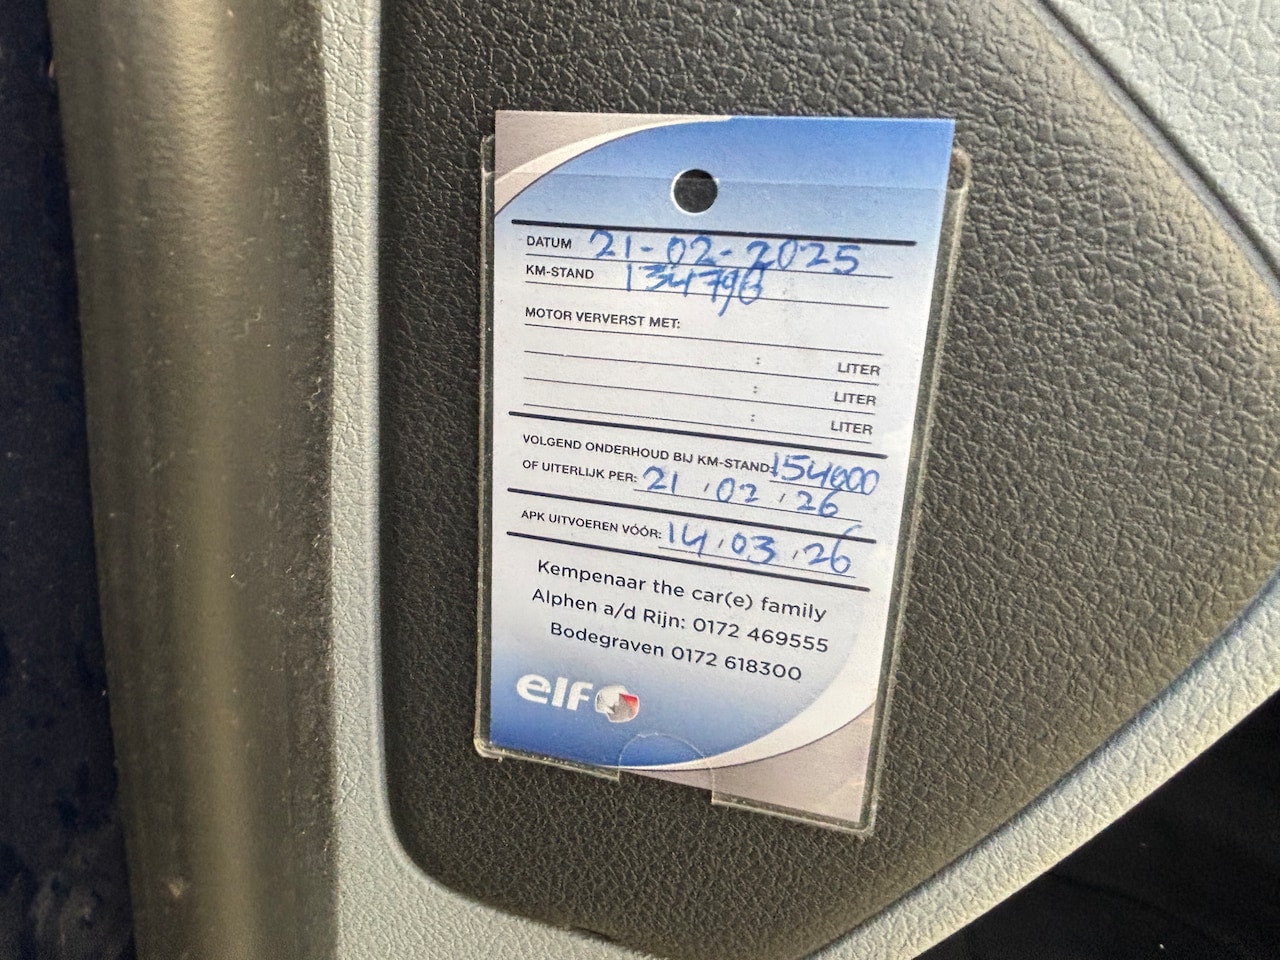 DATUM 21-02-2025
KM-STAND 134796
MOTOR VERVERST MET:
: LITER
: LITER
: LITER
VOLGEND ONDERHOUD BIJ KM-STAND: 154000
OF UITERLIJK PER: 21 . 02 . 26
APK UITVOEREN VÓÓR: 14 . 03 . 26
Kempenaar the car(e) family
Alphen a/d Rijn: 0172 469555
Bodegraven 0172 618300
elf